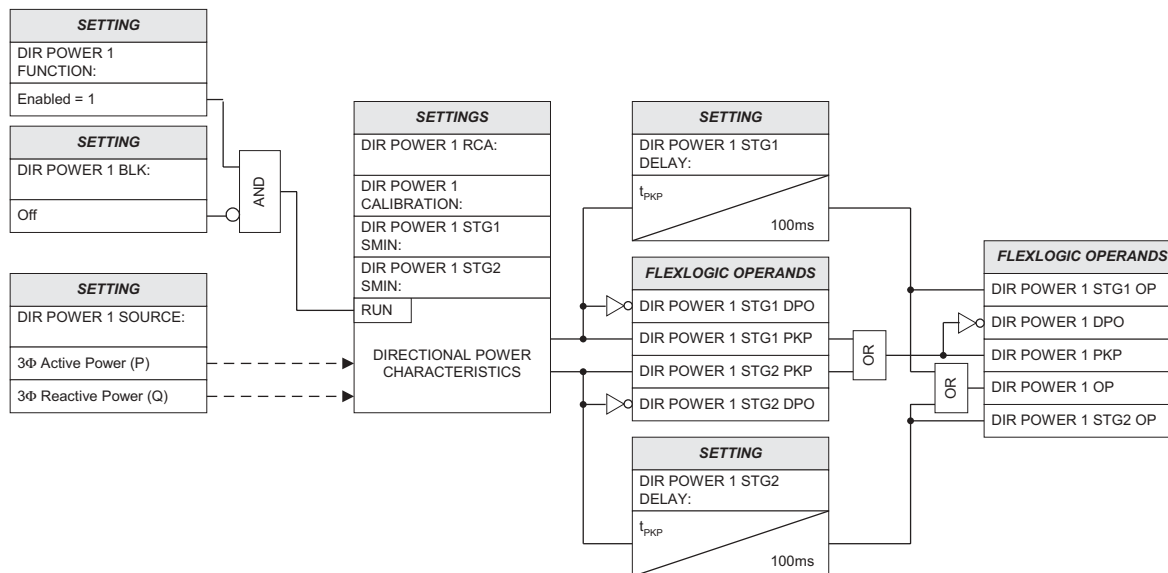 SETTING
DIR POWER 1
FUNCTION:
Enabled = 1
SETTING
DIR POWER 1 BLK:
Off
AND
SETTING
DIR POWER 1 SOURCE:
3Φ Active Power (P)
3Φ Reactive Power (Q)
SETTINGS
DIR POWER 1 RCA:
DIR POWER 1
CALIBRATION:
DIR POWER 1 STG1
SMIN:
DIR POWER 1 STG2
SMIN:
RUN
DIRECTIONAL POWER
CHARACTERISTICS
SETTING
DIR POWER 1 STG1
DELAY:
tPKP
100ms
FLEXLOGIC OPERANDS
DIR POWER 1 STG1 DPO
DIR POWER 1 STG1 PKP
DIR POWER 1 STG2 PKP
DIR POWER 1 STG2 DPO
SETTING
DIR POWER 1 STG2
DELAY:
tPKP
100ms
OR
OR
FLEXLOGIC OPERANDS
DIR POWER 1 STG1 OP
DIR POWER 1 DPO
DIR POWER 1 PKP
DIR POWER 1 OP
DIR POWER 1 STG2 OP